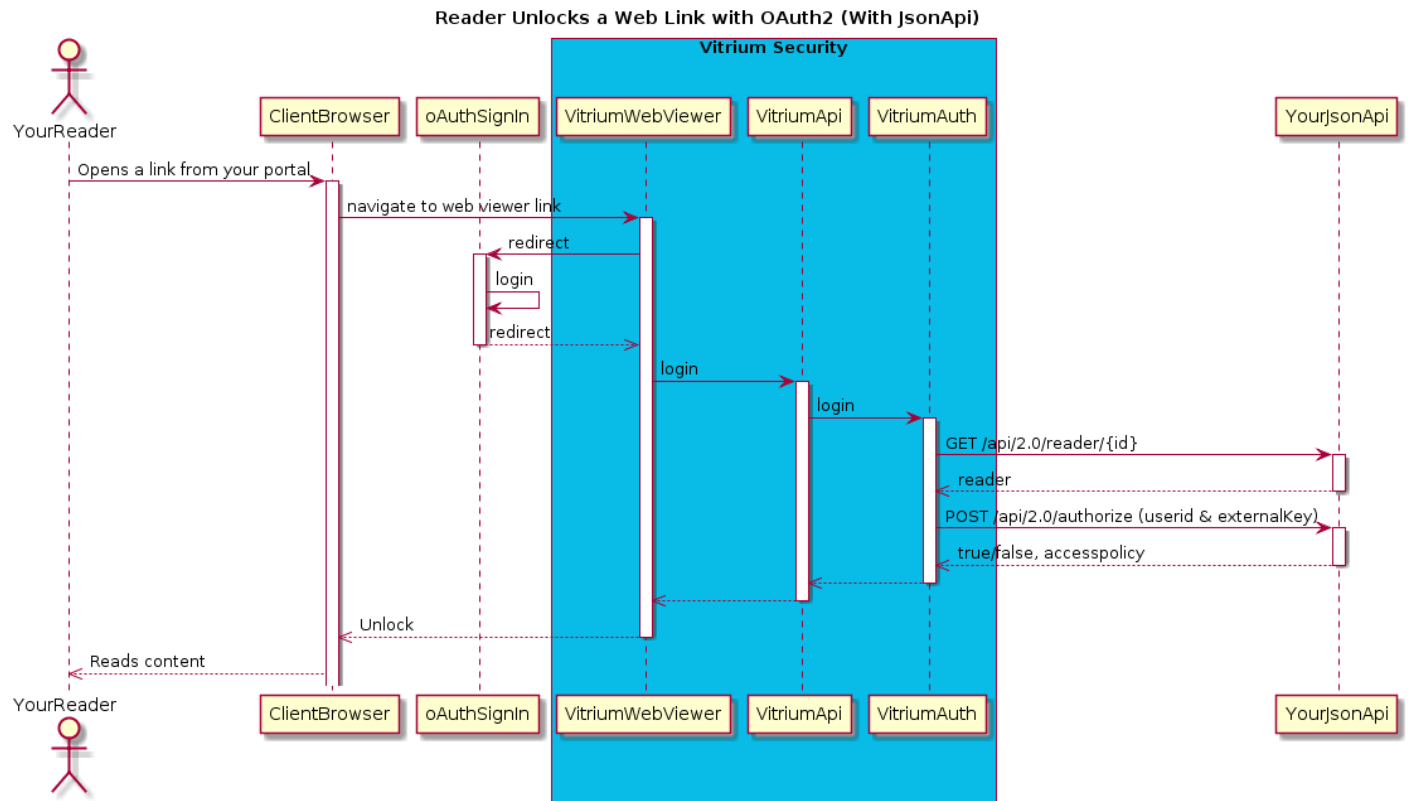 Reader Unlocks a Web Link with OAuth2 (With JsonApi)
Vitrium Security
YourReader
ClientBrowser
oAuthSignIn
VitriumWebViewer
VitriumApi
VitriumAuth
YourJsonApi
Opens a link from your portal
navigate to web viewer link
redirect
login
redirect
login
login
GET /api/2.0/reader/{id}
reader
POST /api/2.0/authorize (userid & externalKey)
true/false, accesspolicy
Unlock
Reads content
YourReader
ClientBrowser
oAuthSignIn
VitriumWebViewer
VitriumApi
VitriumAuth
YourJsonApi